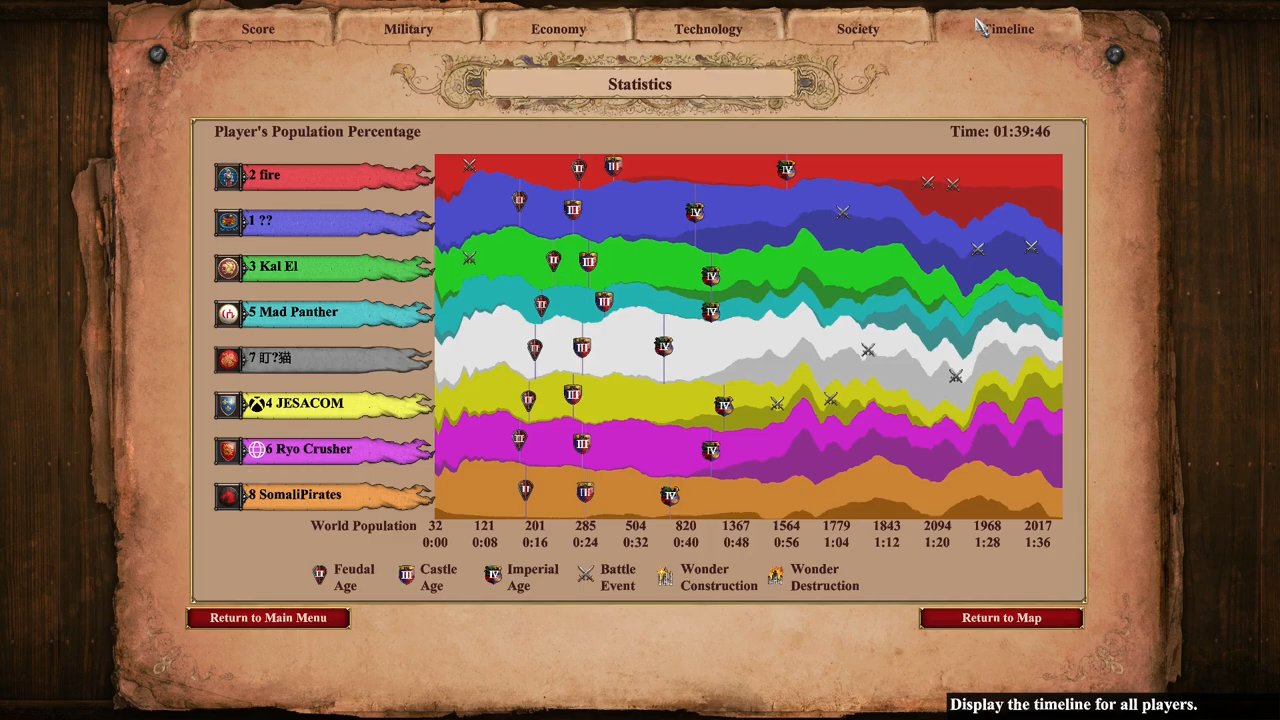 Score Military Economy Technology Society Timeline
Statistics
Player's Population Percentage Time: 01:39:46
2 fire
1 ??
3 Kal El
5 Mad Panther
7 盯?猫
4 JESACOM
6 Ryo Crusher
8 SomaliPirates
World Population 32 121 201 285 504 820 1367 1564 1779 1843 2094 1968 2017
0:00 0:08 0:16 0:24 0:32 0:40 0:48 0:56 1:04 1:12 1:20 1:28 1:36
Feudal Age
Castle Age
Imperial Age
Battle Event
Wonder Construction
Wonder Destruction
Return to Main Menu Return to Map
Display the timeline for all players.